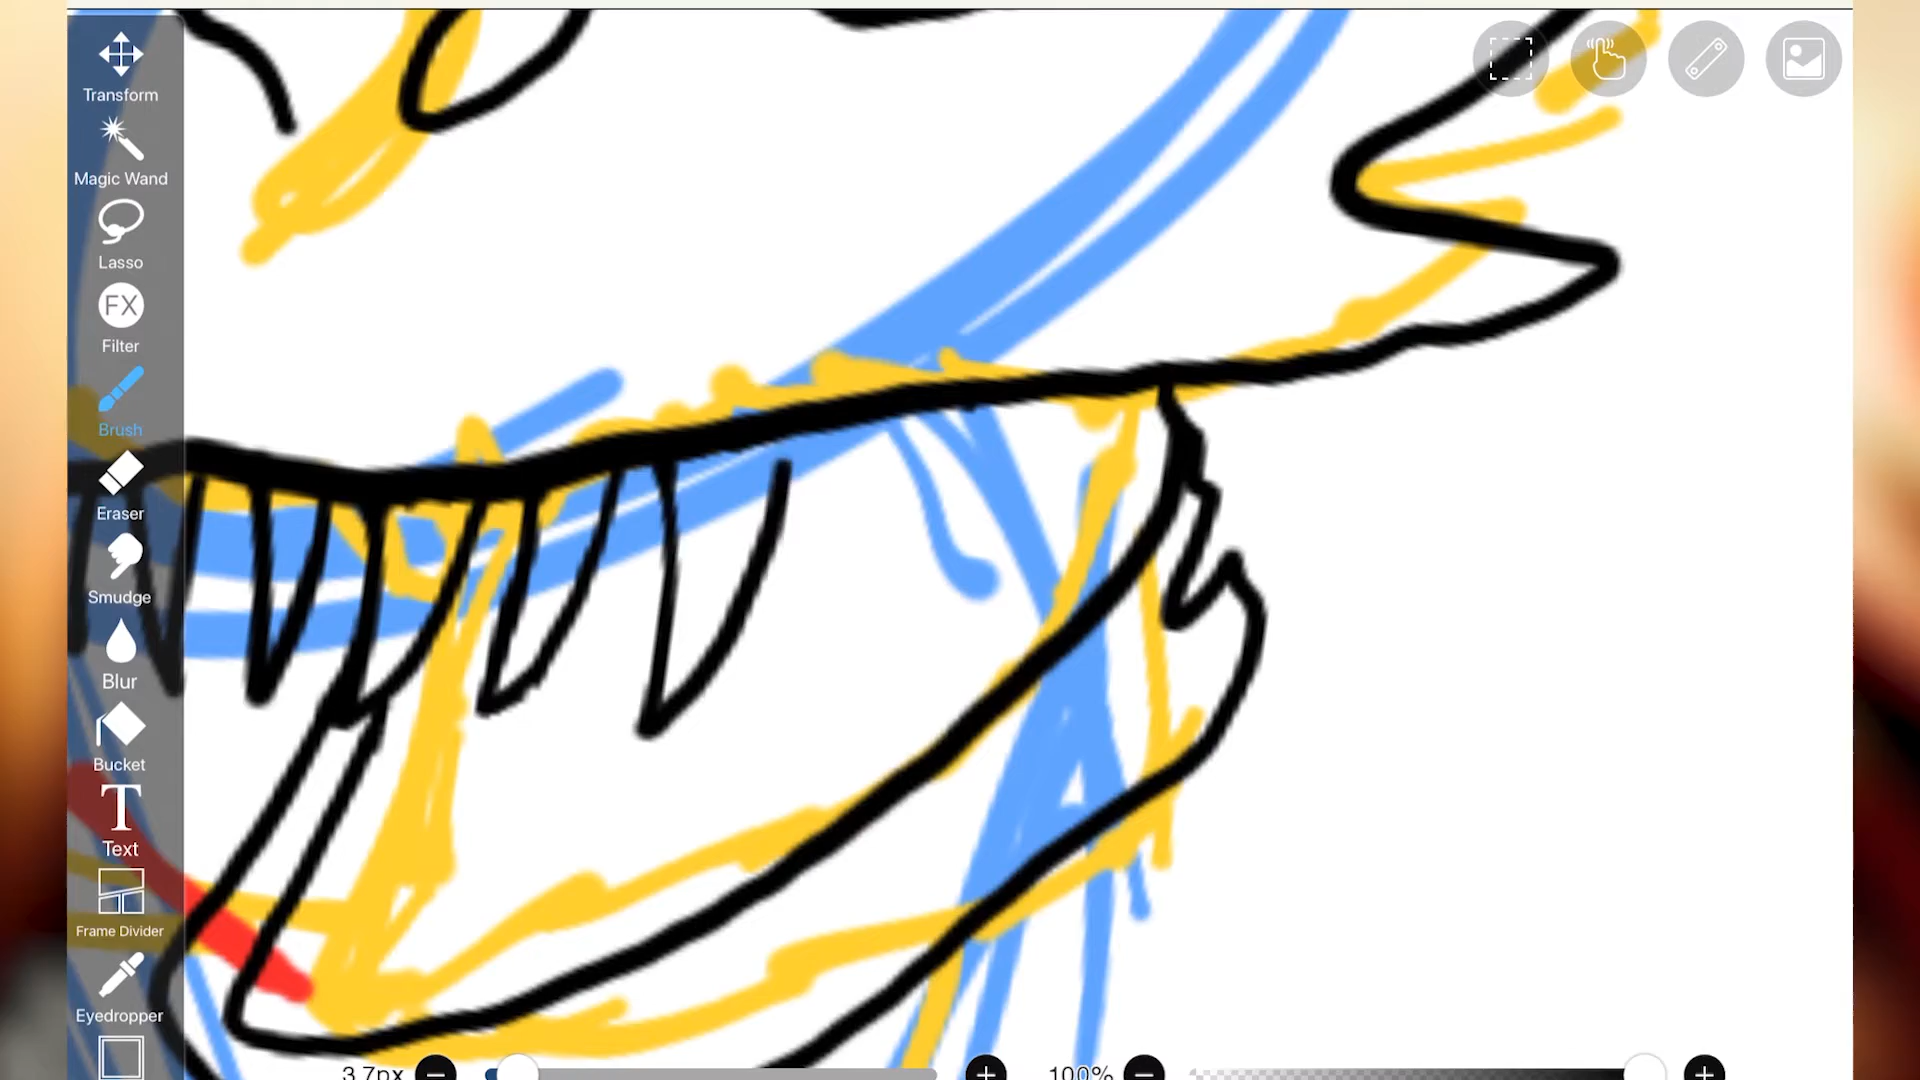 Transform
Magic Wand
Lasso
FX
Filter
Brush
Eraser
Smudge
Blur
Bucket
T
Text
Frame Divider
Eyedropper
3.7px
100%